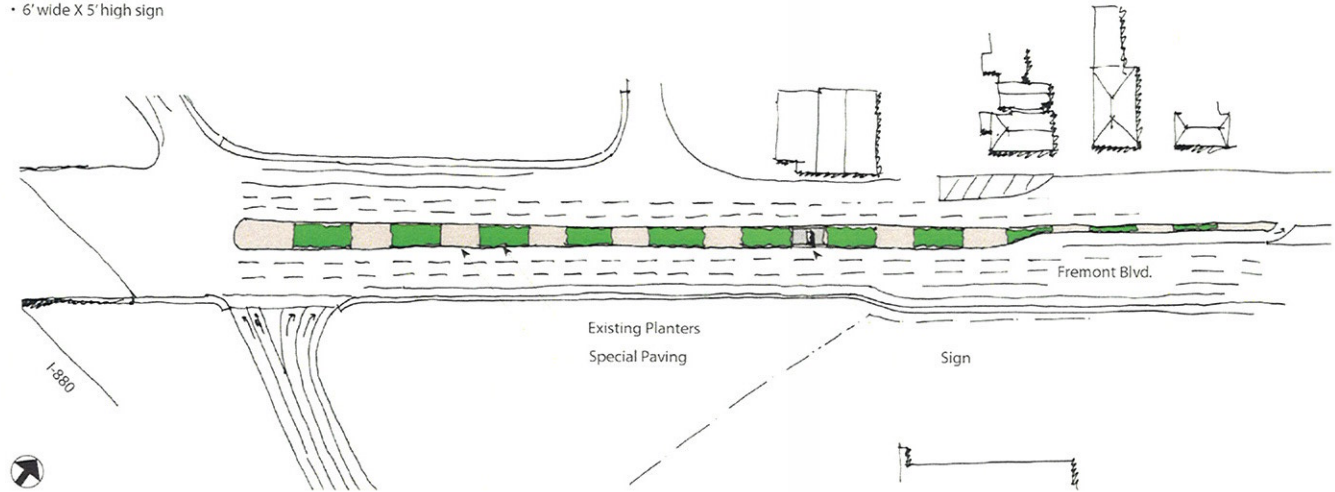 • 6' wide X 5' high sign
Fremont Blvd.
Existing Planters
Special Paving
Sign
I-880